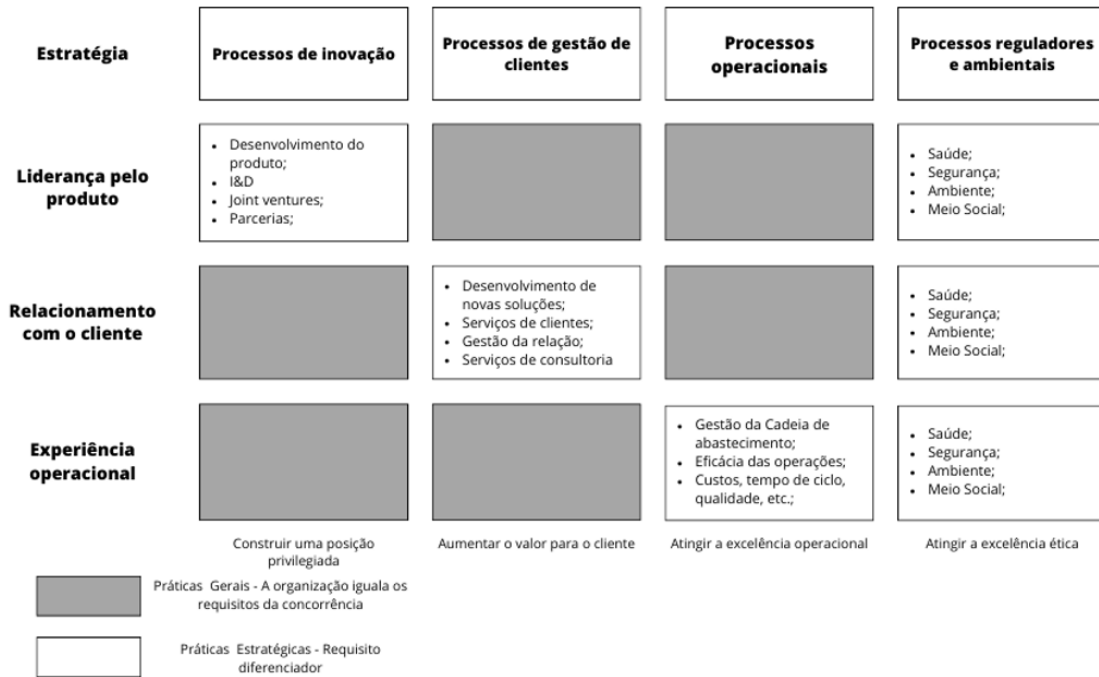 Estratégia
Processos de inovação
Processos de gestão de
clientes
Processos
operacionais
Processos reguladores
e ambientais
Liderança pelo
produto
• Desenvolvimento do
produto;
• I&D
• Joint ventures;
• Parcerias;
• Saúde;
• Segurança;
• Ambiente;
• Meio Social;
Relacionamento
com o cliente
• Desenvolvimento de
novas soluções;
• Serviços de clientes;
• Gestão da relação;
• Serviços de consultoria
• Saúde;
• Segurança;
• Ambiente;
• Meio Social;
Experiência
operacional
• Gestão da Cadeia de
abastecimento;
• Eficácia das operações;
• Custos, tempo de ciclo,
qualidade, etc.;
• Saúde;
• Segurança;
• Ambiente;
• Meio Social;
Construir uma posição
privilegiada
Aumentar o valor para o cliente
Atingir a excelência operacional
Atingir a excelência ética
Práticas Gerais - A organização iguala os
requisitos da concorrência
Práticas Estratégicas - Requisito
diferenciador